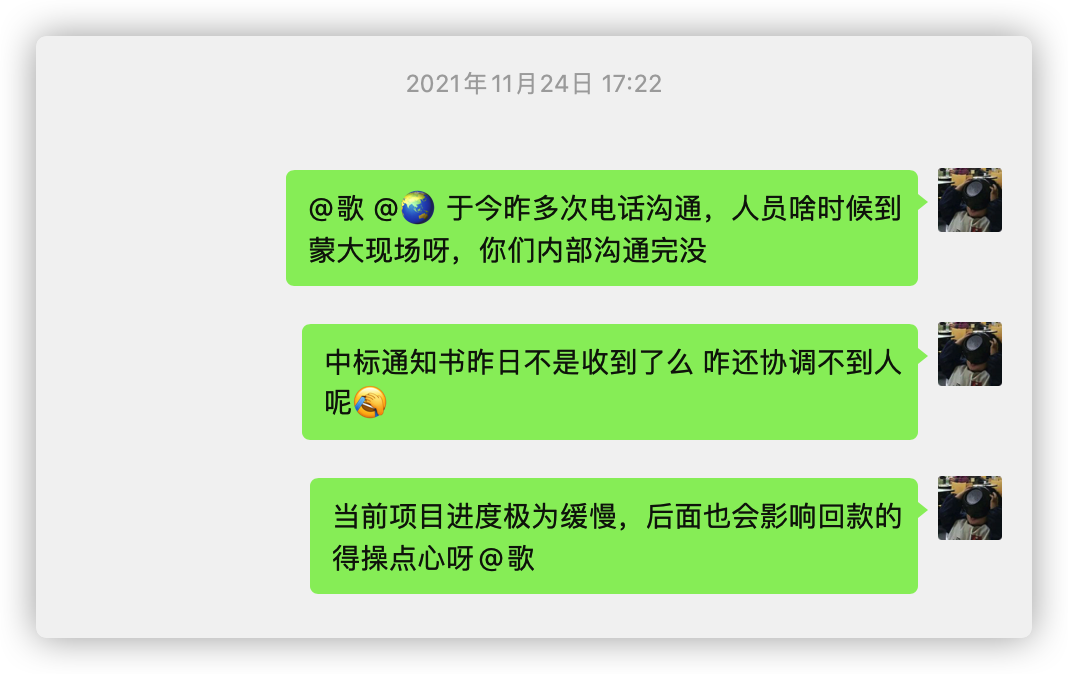 2021年11月24日 17:22
@歌 @🌏 于今昨多次电话沟通，人员啥时候到
蒙大现场呀，你们内部沟通完没
中标通知书昨日不是收到了么 咋还协调不到人
呢🤦
当前项目进度极为缓慢，后面也会影响回款的
得操点心呀@歌